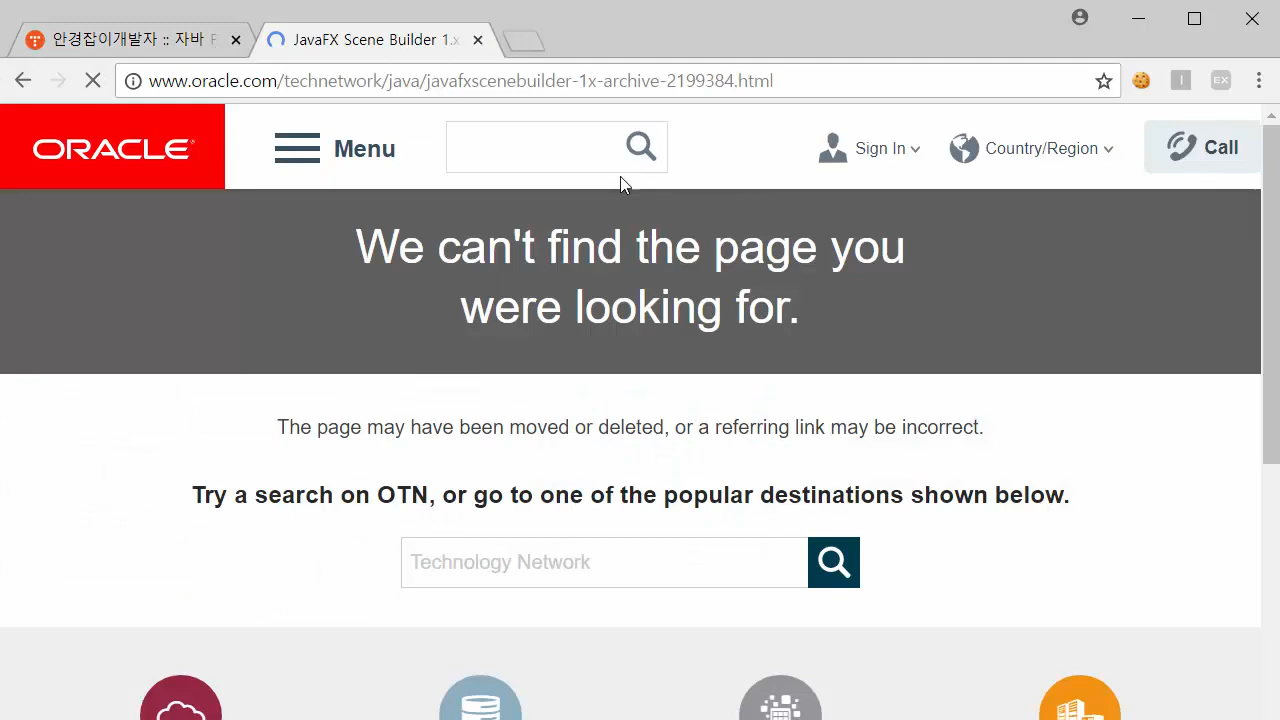 안경잡이개발자 :: 자바
JavaFX Scene Builder 1.x
www.oracle.com/technetwork/java/javafxscenebuilder-1x-archive-2199384.html
EX
ORACLE
Menu
Sign In
Country/Region
Call
We can't find the page you
were looking for.
The page may have been moved or deleted, or a referring link may be incorrect.
Try a search on OTN, or go to one of the popular destinations shown below.
Technology Network